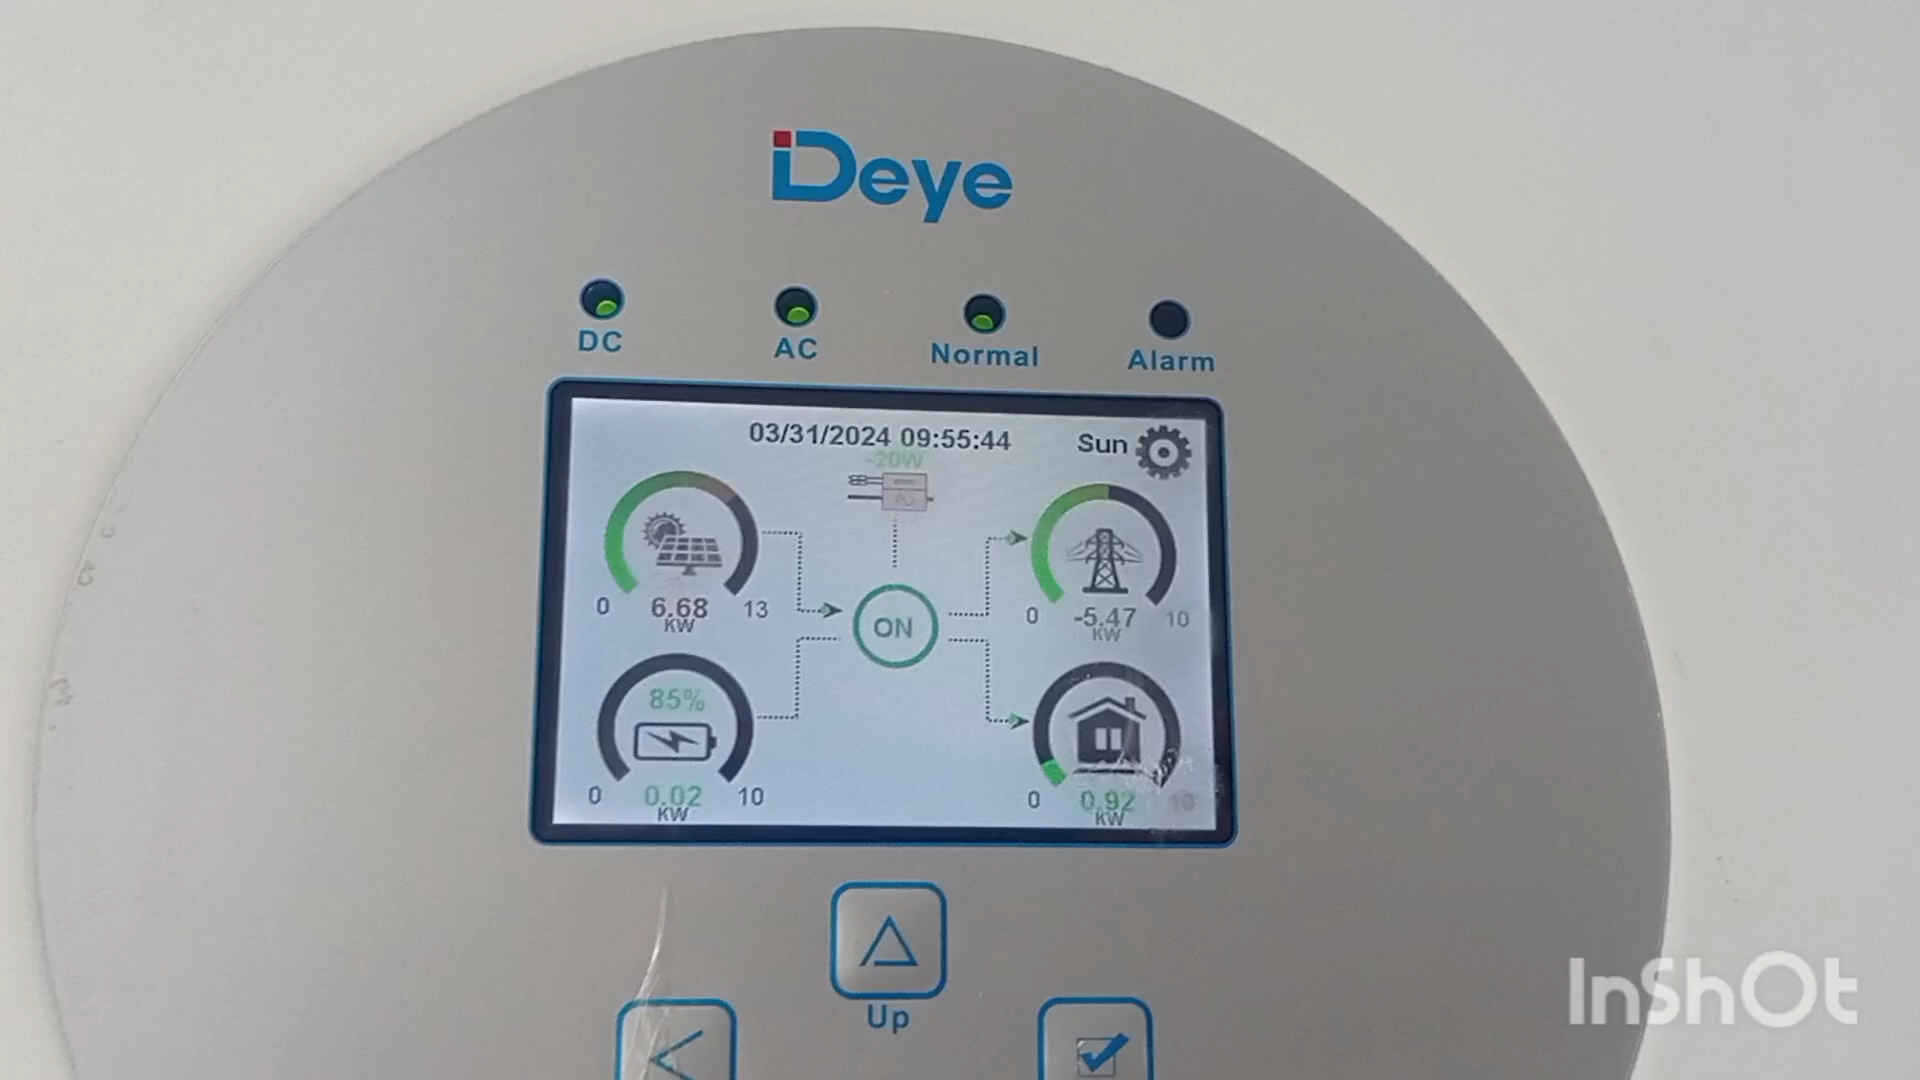 Deye
DC AC Normal Alarm
03/31/2024 09:55:44 Sun
-20W
0 6.68 13
KW
0 -5.47 10
KW
ON
85%
0 0.02 10
KW
0 0.92 10
KW
Up
InShOt